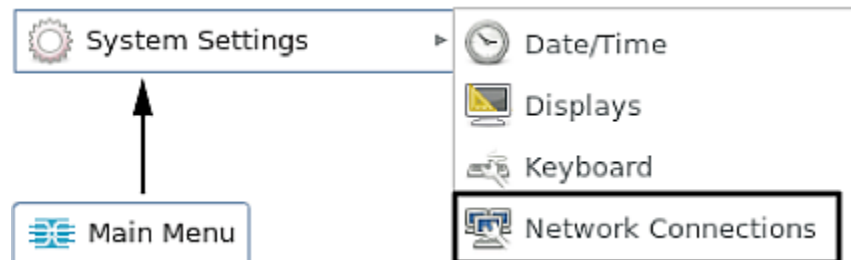 System Settings
Date/Time
Displays
Keyboard
Main Menu
Network Connections